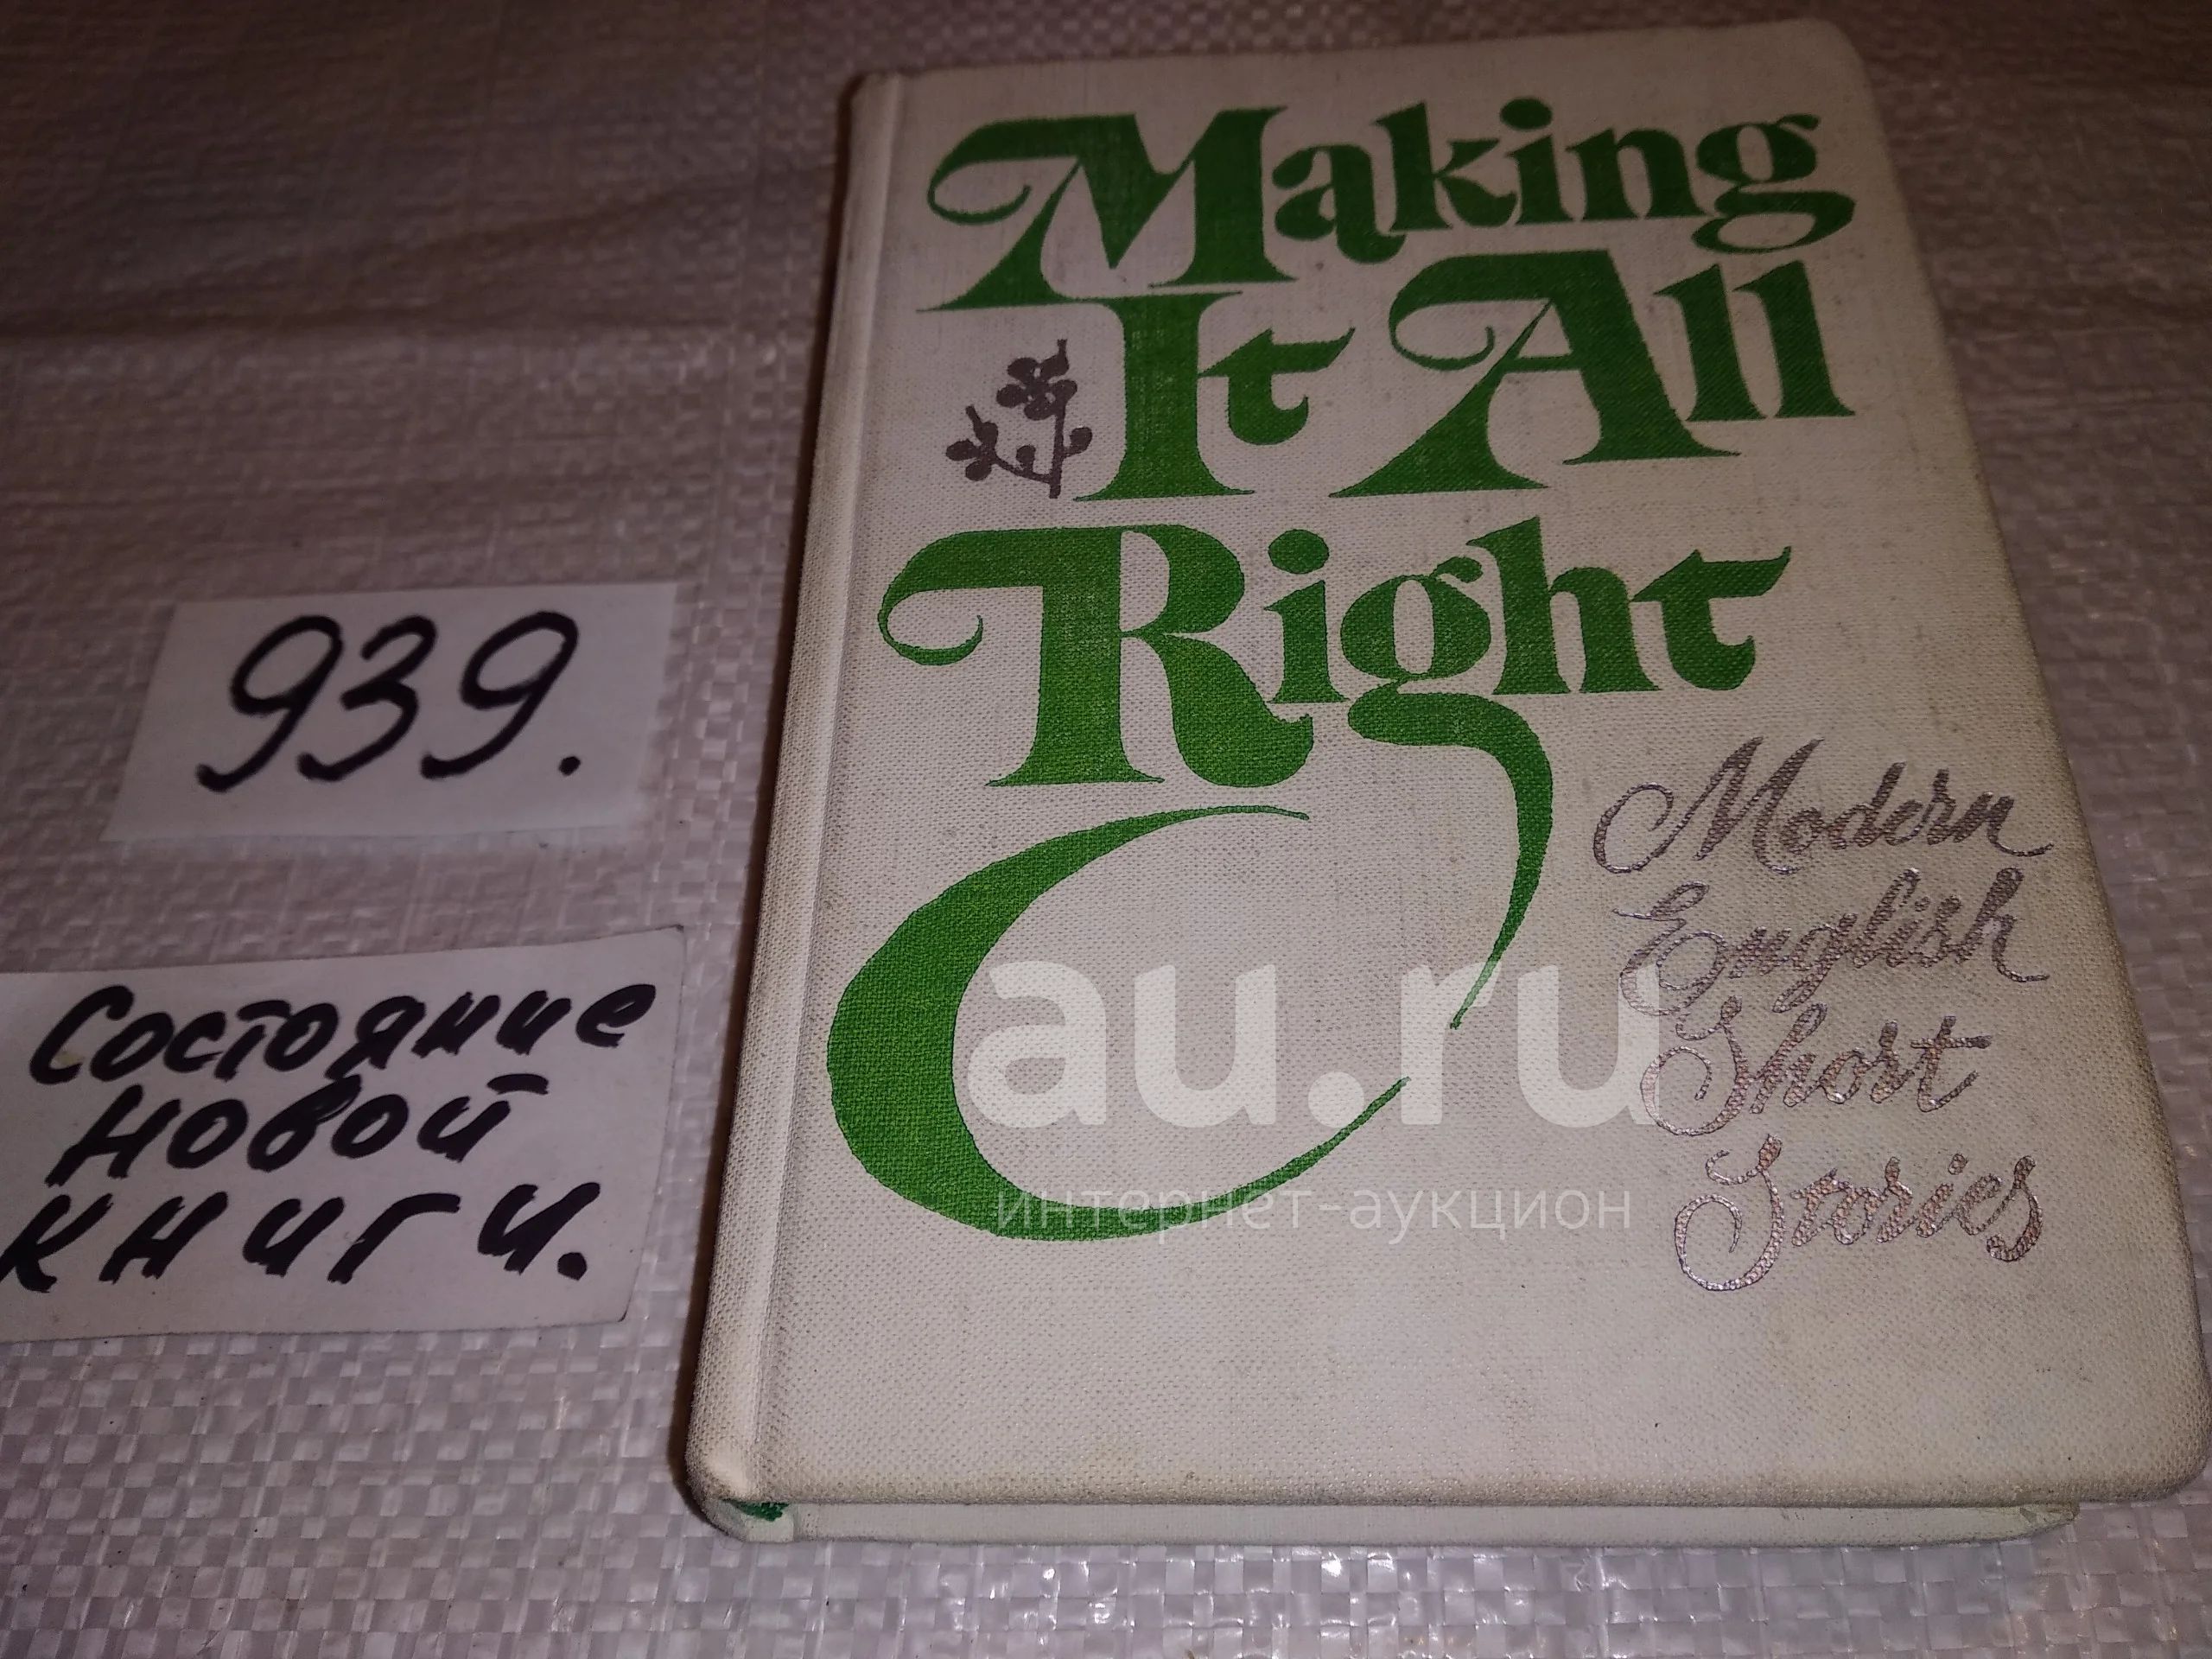 Making
It All
Right
Modern
English
Short
Stories
939.
Состояние
новой
книги.
au.ru
интернет-аукцион